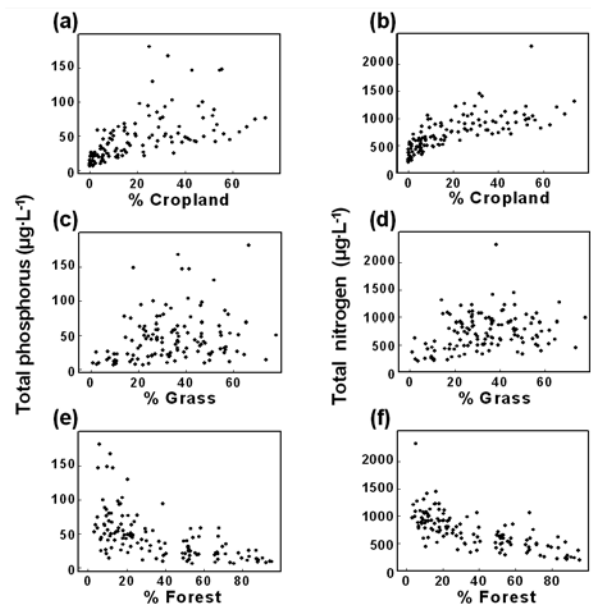 (a)
150
100
50
0
0 20 40 60
% Cropland
(b)
2000
1500
1000
500
0
0 20 40 60
% Cropland
(c)
150
100
50
0
0 20 40 60
% Grass
(d)
2000
1500
1000
500
0
0 20 40 60
% Grass
(e)
150
100
50
0
0 20 40 60 80
% Forest
(f)
2000
1500
1000
500
0
0 20 40 60 80
% Forest
Total phosphorus (µg·L⁻¹)
Total nitrogen (µg·L⁻¹)